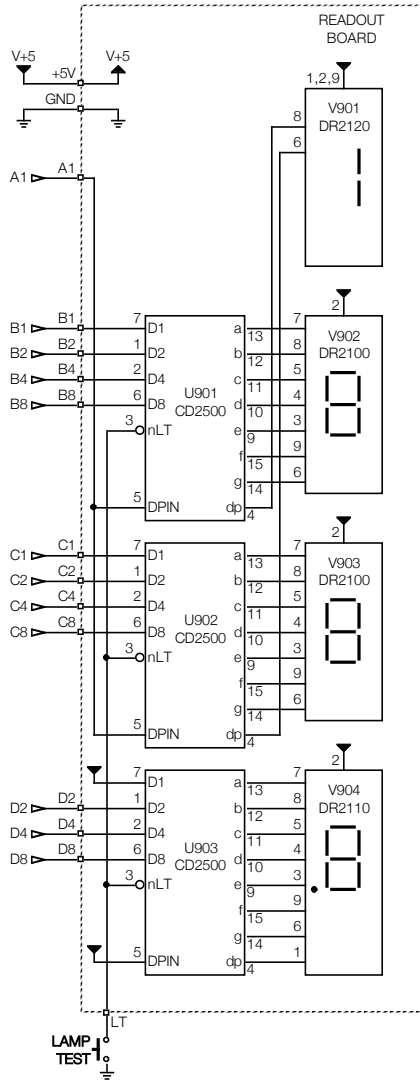 READOUT
BOARD
V+5 +5V V+5
1,2,9
GND
V901
DR2120
8
6
A1 A1
2
V902
DR2100
B1 B1 7 D1 a 13 7
B2 B2 1 D2 b 12 8
B4 B4 2 D4 c 11 5
U901
CD2500
B8 B8 6 D8 d 10 4
3 nLT e 9 3
f 15 9
g 14 6
5 DPIN dp 4
2
V903
DR2100
C1 C1 7 D1 a 13 7
C2 C2 1 D2 b 12 8
C4 C4 2 D4 c 11 5
U902
CD2500
C8 C8 6 D8 d 10 4
3 nLT e 9 3
f 15 9
g 14 6
5 DPIN dp 4
2
V904
DR2110
7 D1 a 13 7
D2 D2 1 D2 b 12 8
D4 D4 2 D4 c 11 5
U903
CD2500
D8 D8 6 D8 d 10 4
3 nLT e 9 3
f 15 9
g 14 6
5 DPIN dp 4 1
LT
LAMP
TEST